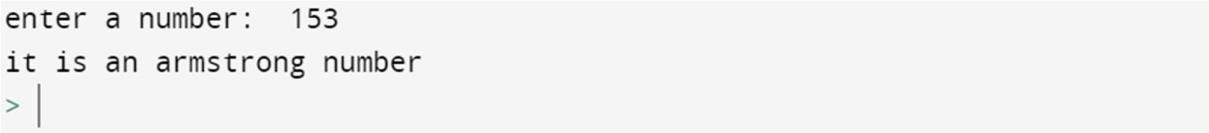 enter a number:  153
it is an armstrong number
>